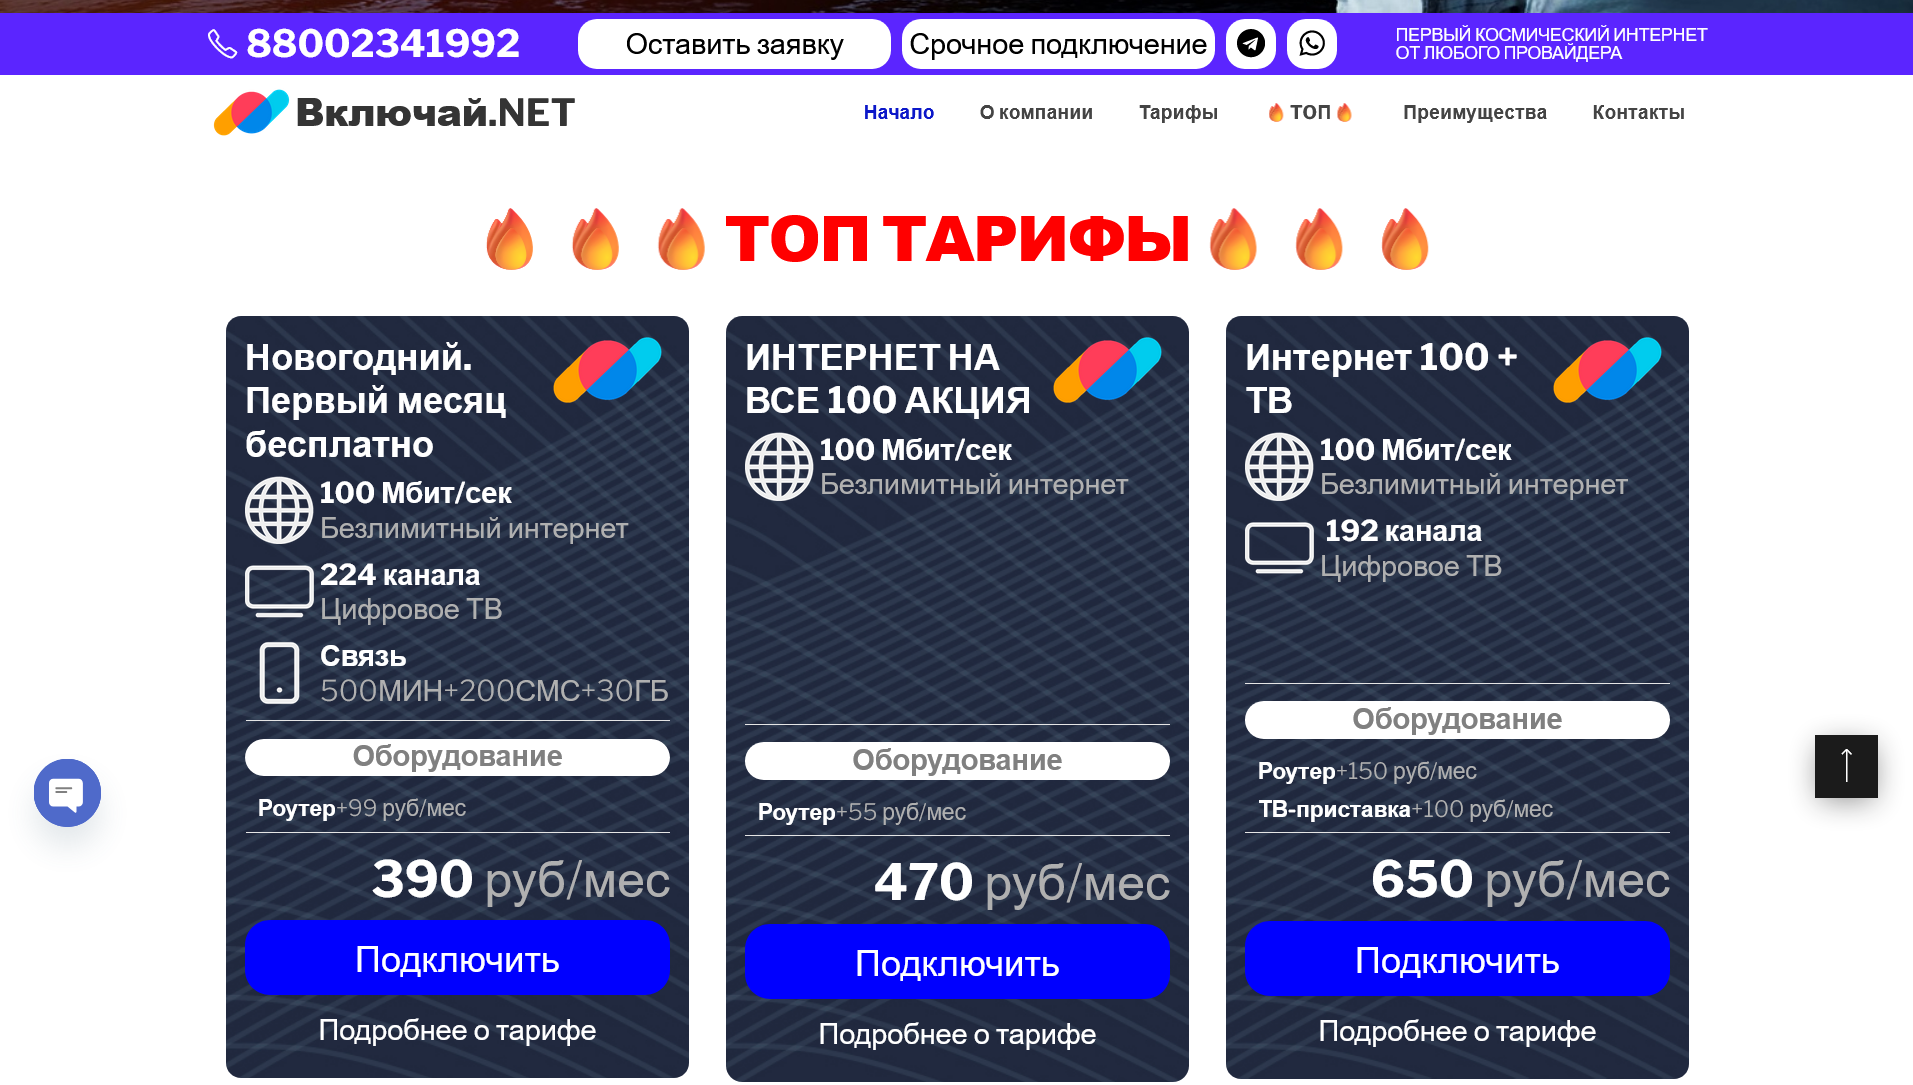 88002341992
Оставить заявку
Срочное подключение
ПЕРВЫЙ КОСМИЧЕСКИЙ ИНТЕРНЕТ
ОТ ЛЮБОГО ПРОВАЙДЕРА
Включай.NET
Начало
О компании
Тарифы
🔥 ТОП 🔥
Преимущества
Контакты
🔥 🔥 🔥 ТОП ТАРИФЫ 🔥 🔥 🔥
Новогодний.
Первый месяц
бесплатно
100 Мбит/сек
Безлимитный интернет
224 канала
Цифровое ТВ
Связь
500МИН+200СМС+30ГБ
Оборудование
Роутер+99 руб/мес
390 руб/мес
Подключить
Подробнее о тарифе
ИНТЕРНЕТ НА
ВСЕ 100 АКЦИЯ
100 Мбит/сек
Безлимитный интернет
Оборудование
Роутер+55 руб/мес
470 руб/мес
Подключить
Подробнее о тарифе
Интернет 100 +
ТВ
100 Мбит/сек
Безлимитный интернет
192 канала
Цифровое ТВ
Оборудование
Роутер+150 руб/мес
ТВ-приставка+100 руб/мес
650 руб/мес
Подключить
Подробнее о тарифе